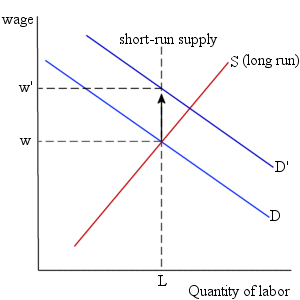 wage
short-run supply
S (long run)
w'
w
D'
D
L
Quantity of labor